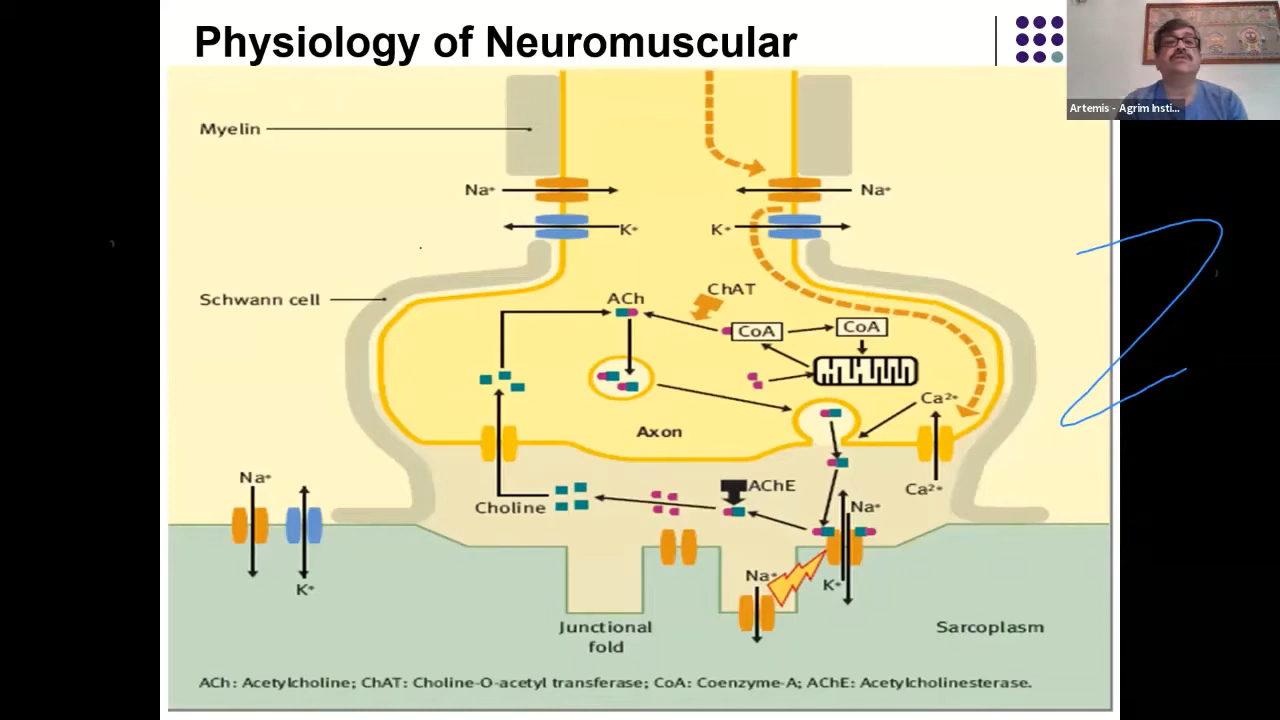 Physiology of Neuromuscular
Artemis - Agrim Insti...
Myelin
Na⁺
Na⁺
K⁺
K⁺
Schwann cell
ACh
ChAT
CoA
CoA
Ca²⁺
Axon
Na⁺
AChE
Ca²⁺
Choline
Na⁺
K⁺
Na⁺
K⁺
Junctional
fold
Sarcoplasm
ACh: Acetylcholine; ChAT: Choline-O-acetyl transferase; CoA: Coenzyme-A; AChE: Acetylcholinesterase.